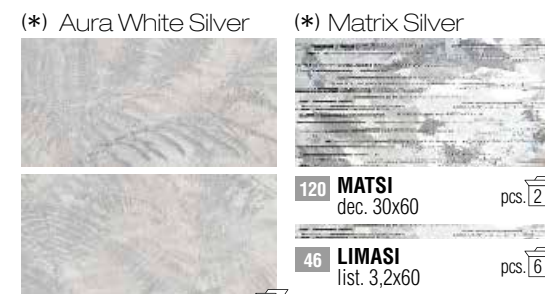 (*) Aura White Silver
(*) Matrix Silver
120 MATSI
dec. 30x60
pcs. 2
46 LIMASI
list. 3,2x60
pcs. 6